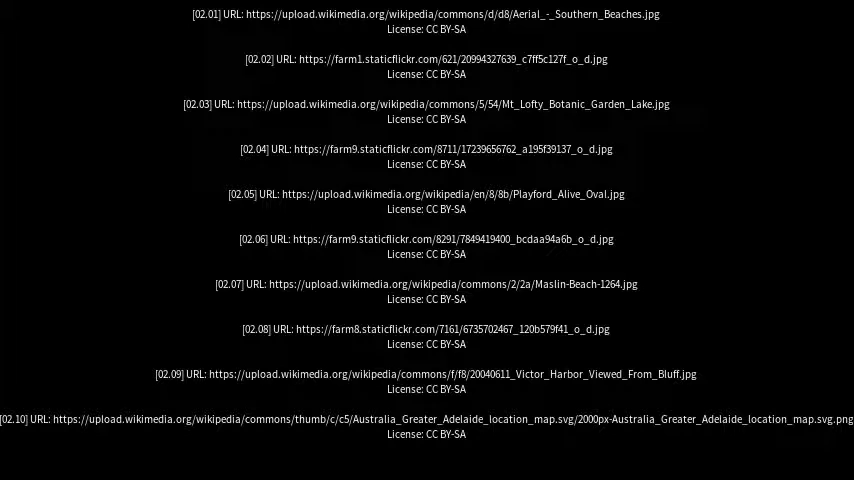 [02.01] URL: https://upload.wikimedia.org/wikipedia/commons/d/d8/Aerial_-_Southern_Beaches.jpg
License: CC BY-SA
[02.02] URL: https://farm1.staticflickr.com/621/20994327639_c7ff5c127f_o_d.jpg
License: CC BY-SA
[02.03] URL: https://upload.wikimedia.org/wikipedia/commons/5/54/Mt_Lofty_Botanic_Garden_Lake.jpg
License: CC BY-SA
[02.04] URL: https://farm9.staticflickr.com/8711/17239656762_a195f39137_o_d.jpg
License: CC BY-SA
[02.05] URL: https://upload.wikimedia.org/wikipedia/en/8/8b/Playford_Alive_Oval.jpg
License: CC BY-SA
[02.06] URL: https://farm9.staticflickr.com/8291/7849419400_bcdaa94a6b_o_d.jpg
License: CC BY-SA
[02.07] URL: https://upload.wikimedia.org/wikipedia/commons/2/2a/Maslin-Beach-1264.jpg
License: CC BY-SA
[02.08] URL: https://farm8.staticflickr.com/7161/6735702467_120b579f41_o_d.jpg
License: CC BY-SA
[02.09] URL: https://upload.wikimedia.org/wikipedia/commons/f/f8/20040611_Victor_Harbor_Viewed_From_Bluff.jpg
License: CC BY-SA
[02.10] URL: https://upload.wikimedia.org/wikipedia/commons/thumb/c/c5/Australia_Greater_Adelaide_location_map.svg/2000px-Australia_Greater_Adelaide_location_map.svg.png
License: CC BY-SA